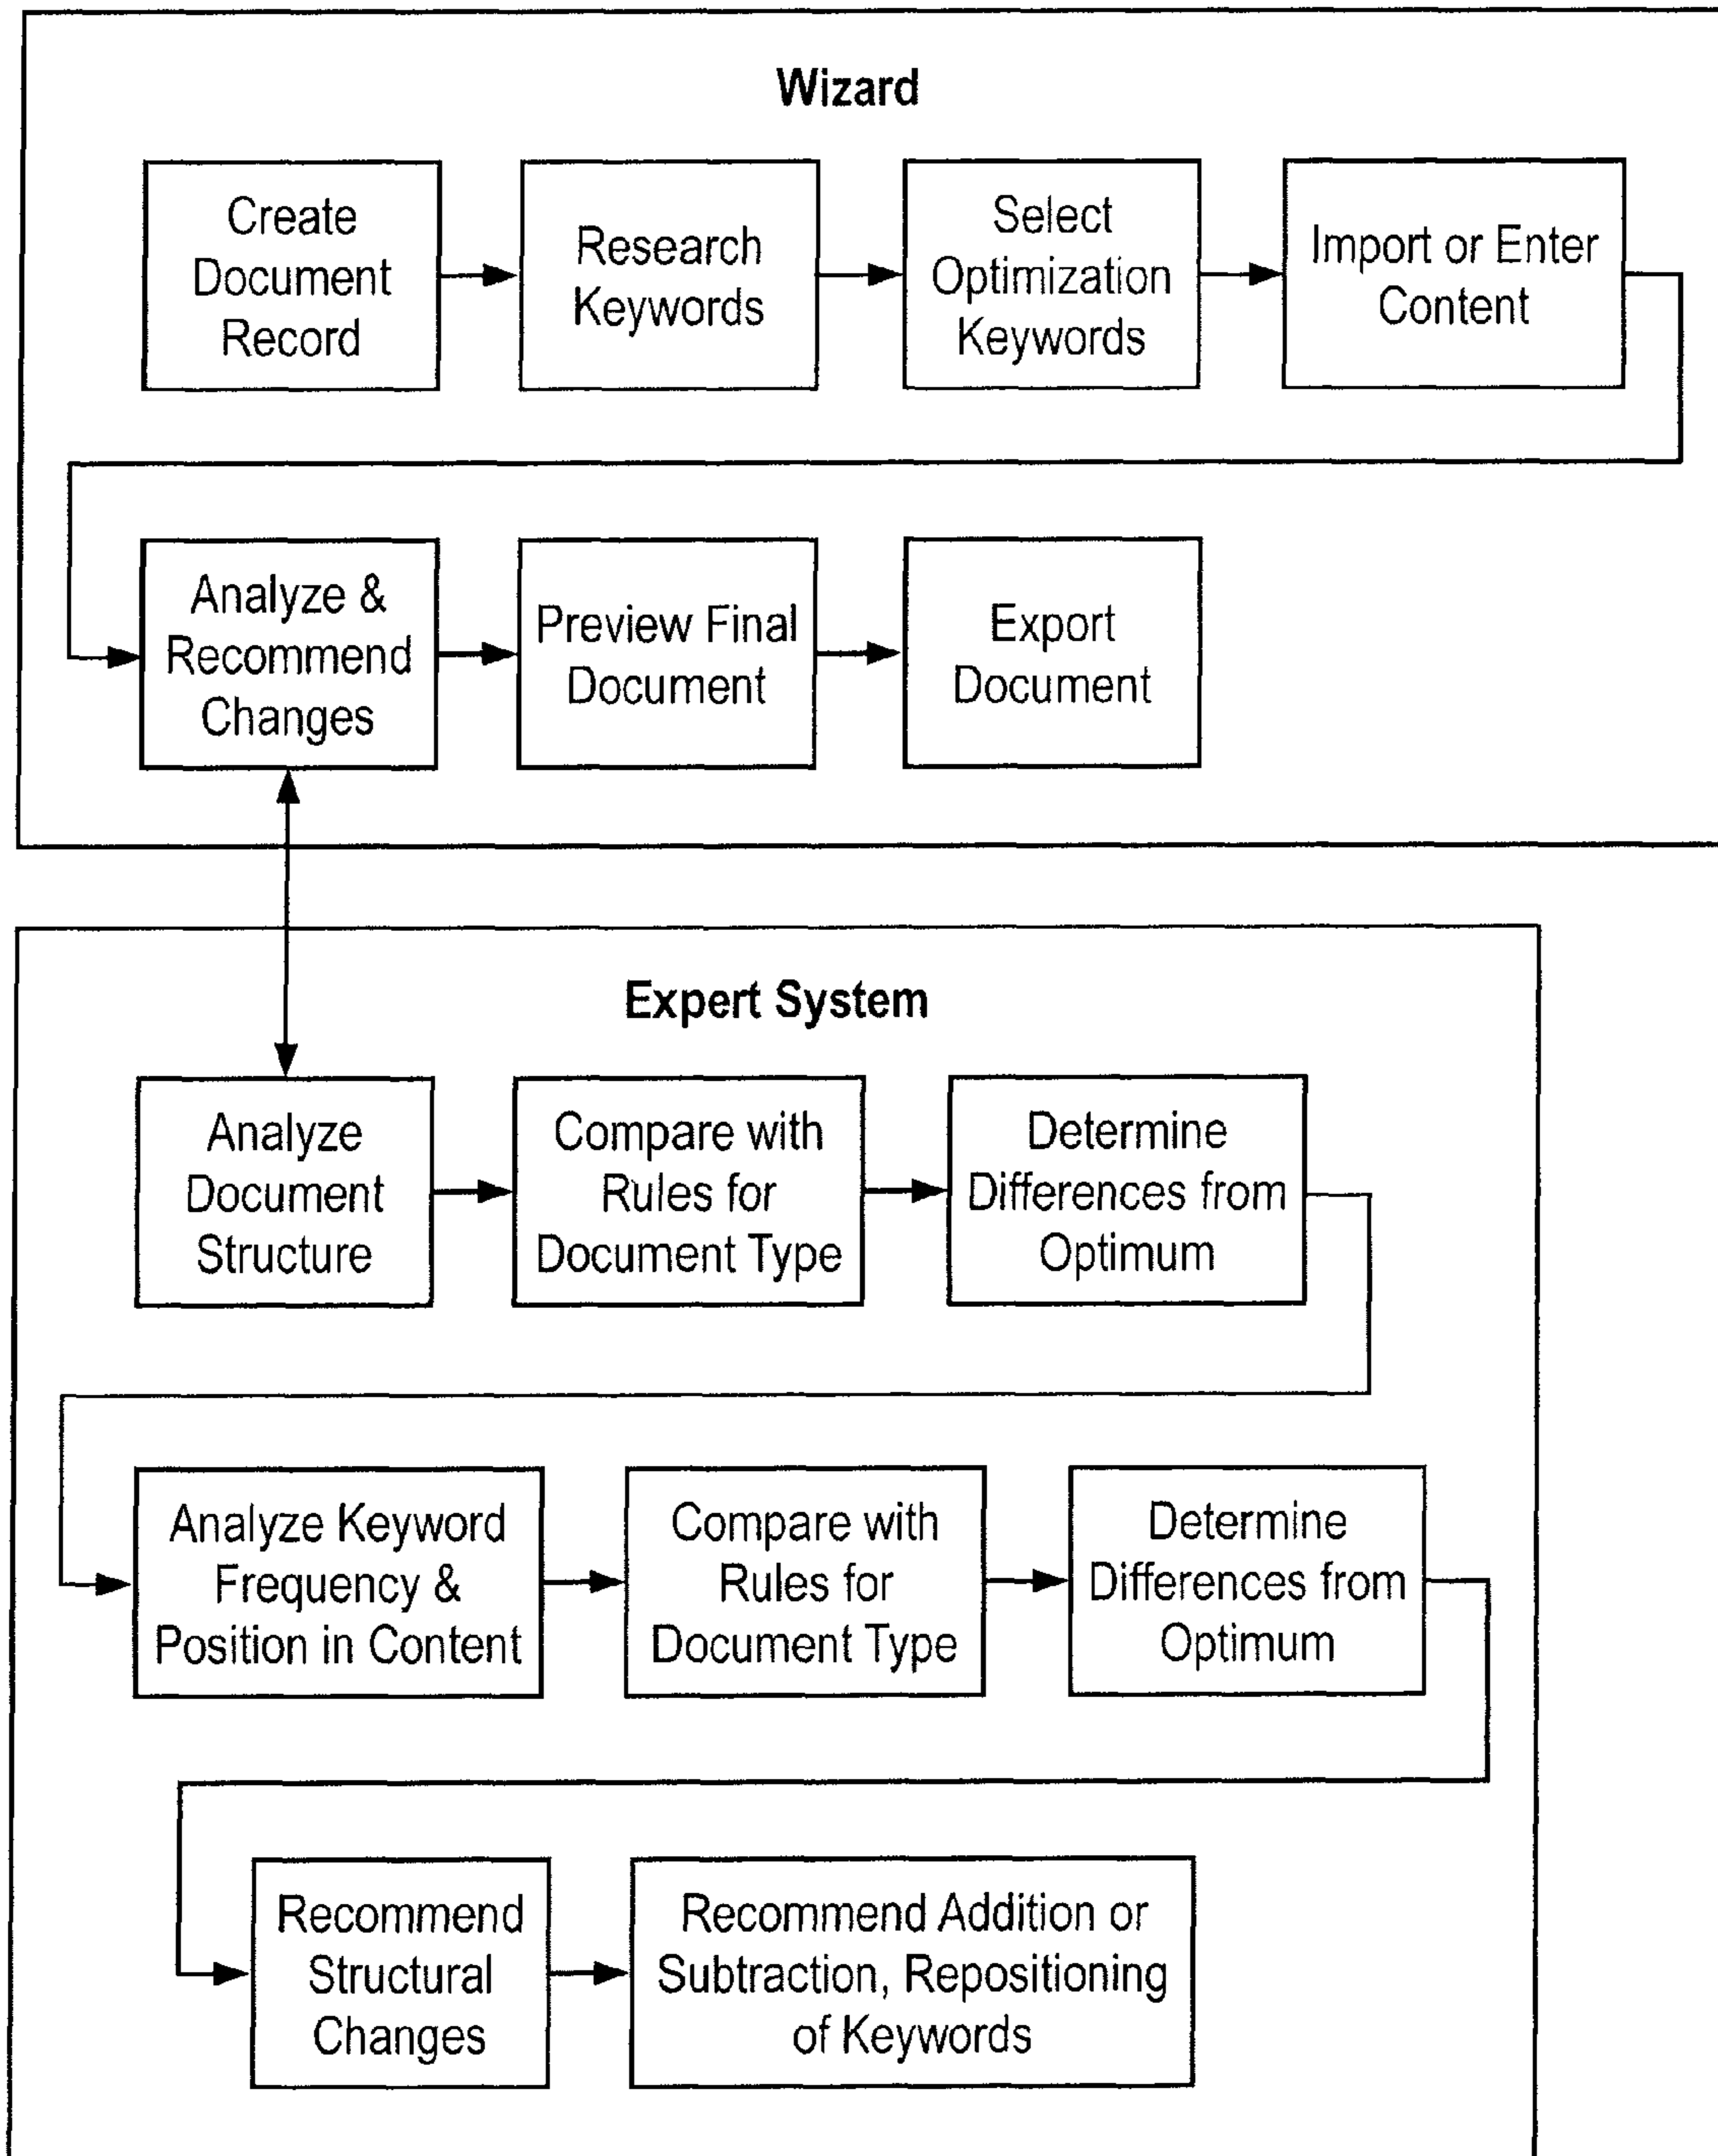 Wizard
Create
Document
Record
Research
Keywords
Select
Optimization
Keywords
Import or Enter
Content
Analyze &
Recommend
Changes
Preview Final
Document
Export
Document
Expert System
Analyze
Document
Structure
Compare with
Rules for
Document Type
Determine
Differences from
Optimum
Analyze Keyword
Frequency &
Position in Content
Compare with
Rules for
Document Type
Determine
Differences from
Optimum
Recommend
Structural
Changes
Recommend Addition or
Subtraction, Repositioning
of Keywords